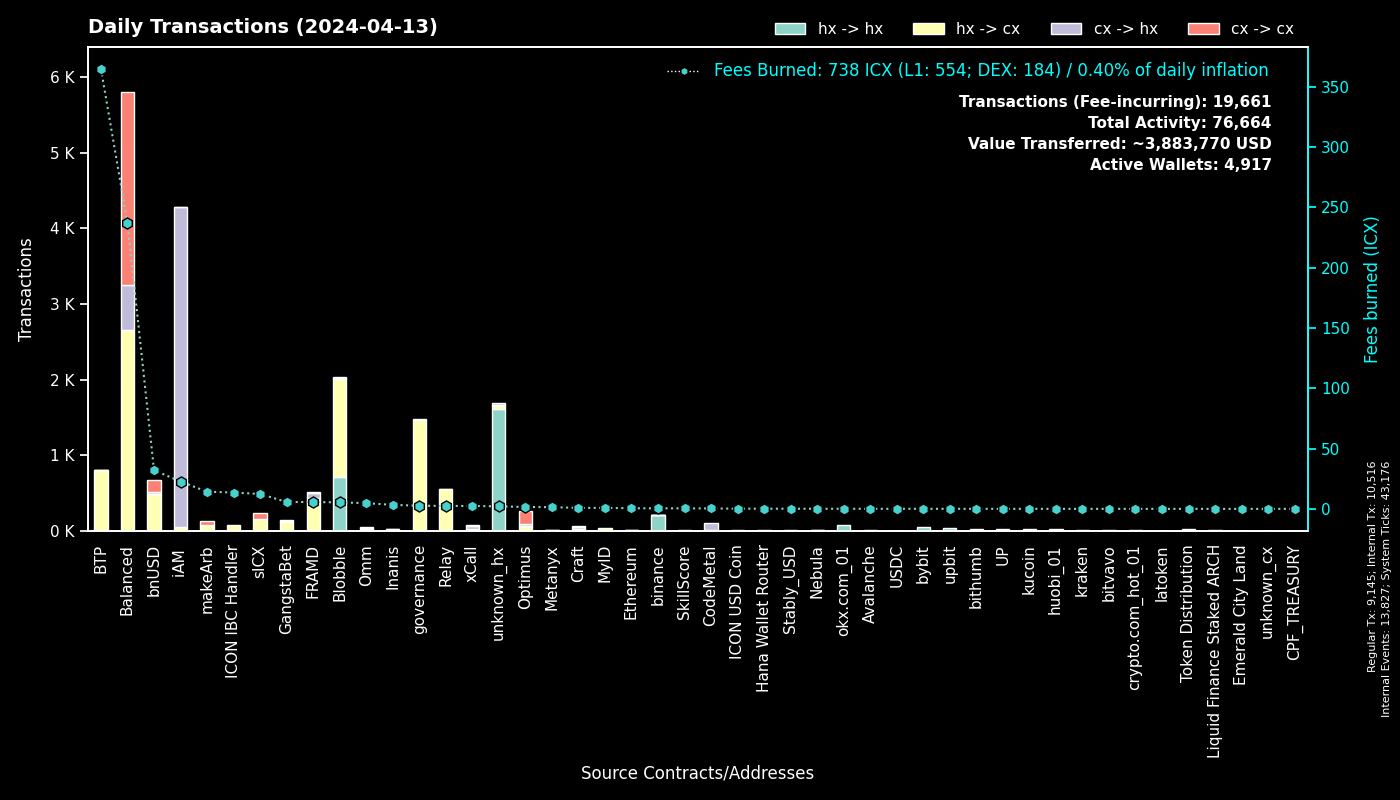 Daily Transactions (2024-04-13)
hx -> hx
hx -> cx
cx -> hx
cx -> cx
Fees Burned: 738 ICX (L1: 554; DEX: 184) / 0.40% of daily inflation
Transactions (Fee-incurring): 19,661
Total Activity: 76,664
Value Transferred: ~3,883,770 USD
Active Wallets: 4,917
Transactions
6 K
5 K
4 K
3 K
2 K
1 K
0 K
350
300
250
200
150
100
50
0
Fees burned (ICX)
BTP
Balanced
bnUSD
iAM
makeArb
ICON IBC Handler
sICX
GangstaBet
FRAMD
Blobble
Omm
Inanis
governance
Relay
xCall
unknown_hx
Optimus
Metanyx
Craft
MyID
Ethereum
binance
SkillScore
CodeMetal
ICON USD Coin
Hana Wallet Router
Stably_USD
Nebula
okx.com_01
Avalanche
USDC
bybit
upbit
bithumb
UP
kucoin
huobi_01
kraken
bitvavo
crypto.com_hot_01
latoken
Token Distribution
Liquid Finance Staked ARCH
Emerald City Land
unknown_cx
CPF_TREASURY
Source Contracts/Addresses
Regular Tx: 9,145; Internal Tx: 10,516
Internal Events: 13,827; System Ticks: 43,176